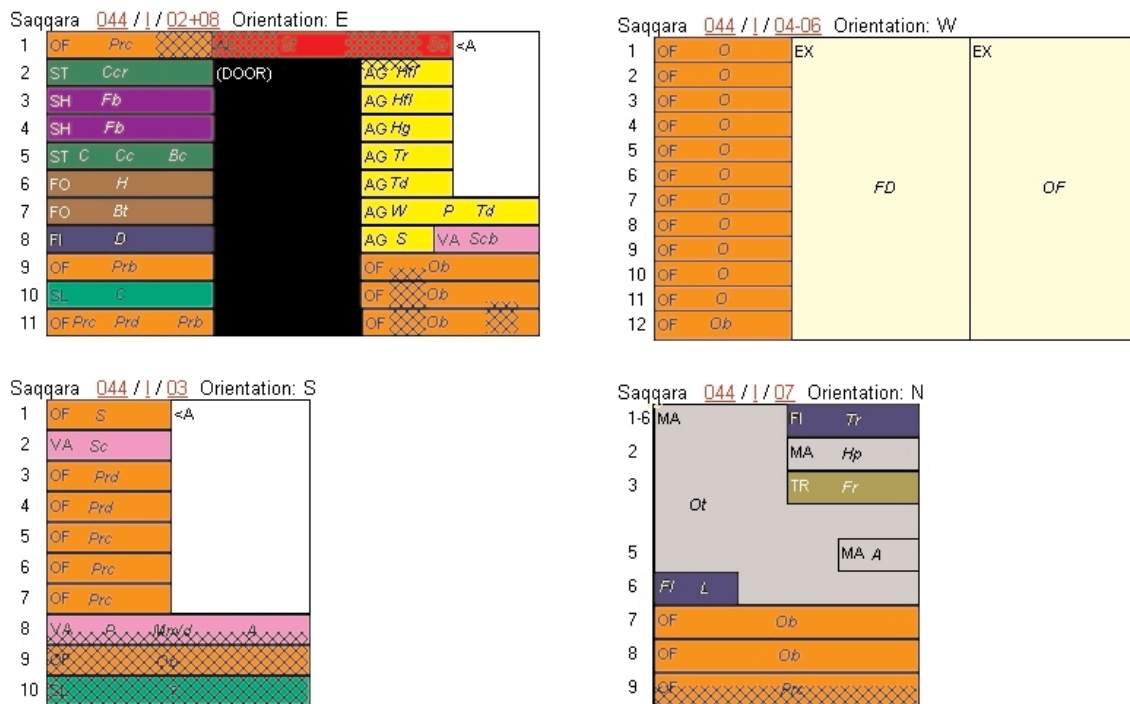 Saqqara 044 / I / 02+08 Orientation: E
1 OF Prc <A
2 ST Ccr (DOOR) AG Hfl
3 SH Fb AG Hfl
4 SH Fb AG Hg
5 ST C Cc Bc AG Tr
6 FO H AG Td
7 FO Bt AG W P Td
8 FI D AG S VA Scb
9 OF Prb OF Ob
10 SL C OF Ob
11 OF Prc Prd Prb OF Ob
Saqqara 044 / I / 04-06 Orientation: W
1 OF O EX EX
2 OF O
3 OF O
4 OF O
5 OF O
6 OF O
7 OF O FD OF
8 OF O
9 OF O
10 OF O
11 OF O
12 OF Ob
Saqqara 044 / I / 03 Orientation: S
1 OF S <A
2 VA Sc
3 OF Prd
4 OF Prd
5 OF Prc
6 OF Prc
7 OF Prc
8 VA P Mm/d A
9 OF Ob
10 SL
Saqqara 044 / I / 07 Orientation: N
1-6 MA FI Tr
2 MA Hp
3 TR Fr
Ot
5 MA A
6 FI L
7 OF Ob
8 OF Ob
9 OF Prc